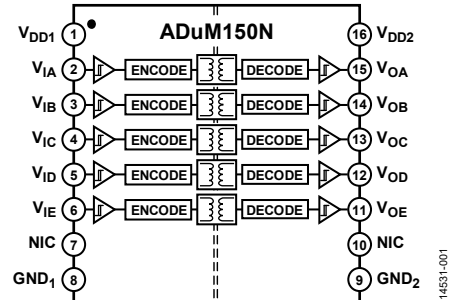 ADuM150N
VDD1 1 16 VDD2
VIA 2 ENCODE DECODE 15 VOA
VIB 3 ENCODE DECODE 14 VOB
VIC 4 ENCODE DECODE 13 VOC
VID 5 ENCODE DECODE 12 VOD
VIE 6 ENCODE DECODE 11 VOE
NIC 7 10 NIC
GND1 8 9 GND2
14531-001